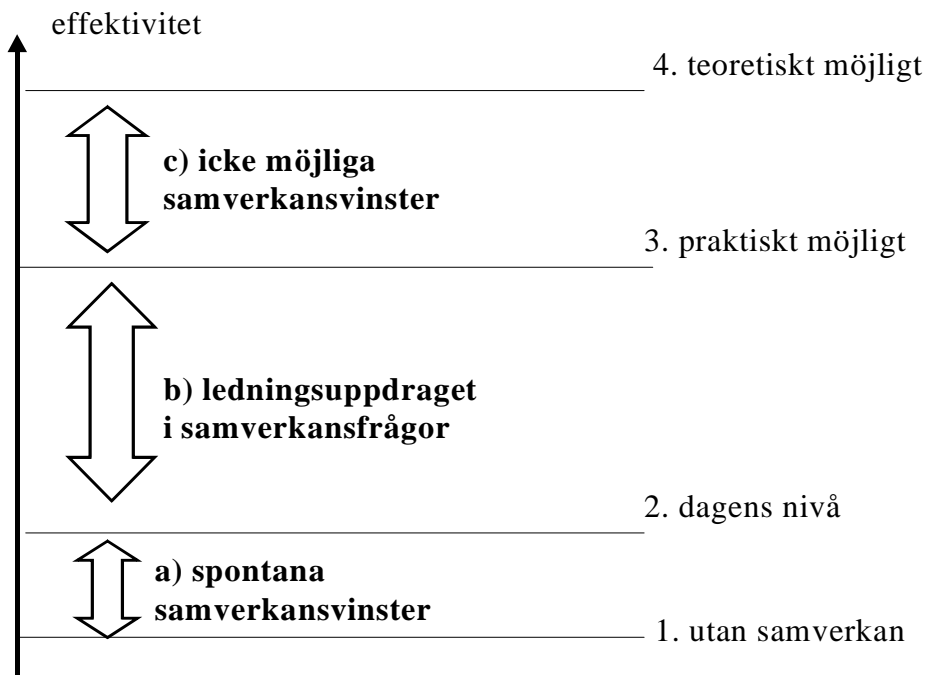 effektivitet
4. teoretiskt möjligt
c) icke möjliga
samverkansvinster
3. praktiskt möjligt
b) ledningsuppdraget
i samverkansfrågor
2. dagens nivå
a) spontana
samverkansvinster
1. utan samverkan